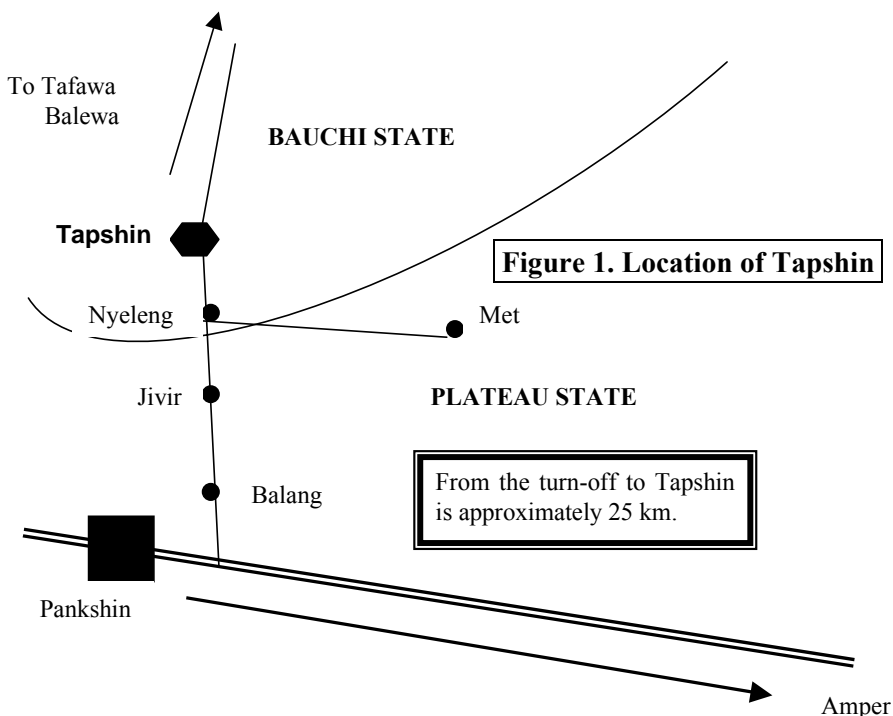 To Tafawa
Balewa
BAUCHI STATE
Tapshin
Figure 1. Location of Tapshin
Nyeleng
Met
Jivir
PLATEAU STATE
From the turn-off to Tapshin
is approximately 25 km.
Balang
Pankshin
Amper